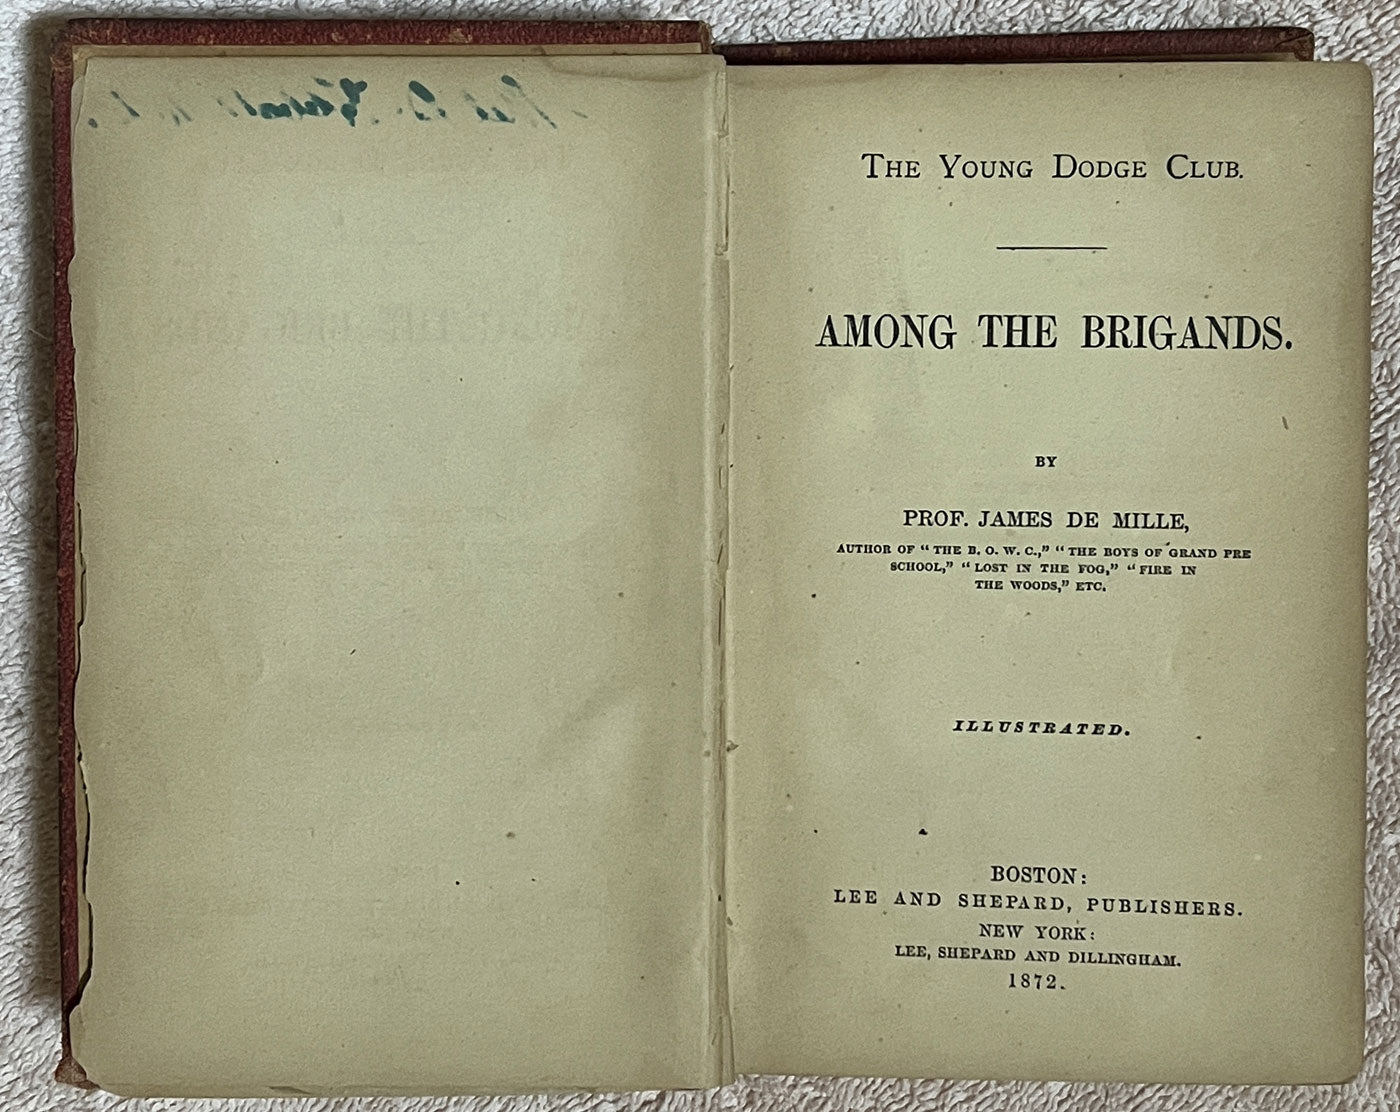 THE YOUNG DODGE CLUB.
AMONG THE BRIGANDS.
BY
PROF. JAMES DE MILLE,
AUTHOR OF “THE B. O. W. C.,” “THE BOYS OF GRAND PRE
SCHOOL,” “LOST IN THE FOG,” “FIRE IN
THE WOODS,” ETC.
ILLUSTRATED.
BOSTON:
LEE AND SHEPARD, PUBLISHERS.
NEW YORK:
LEE, SHEPARD AND DILLINGHAM.
1872.